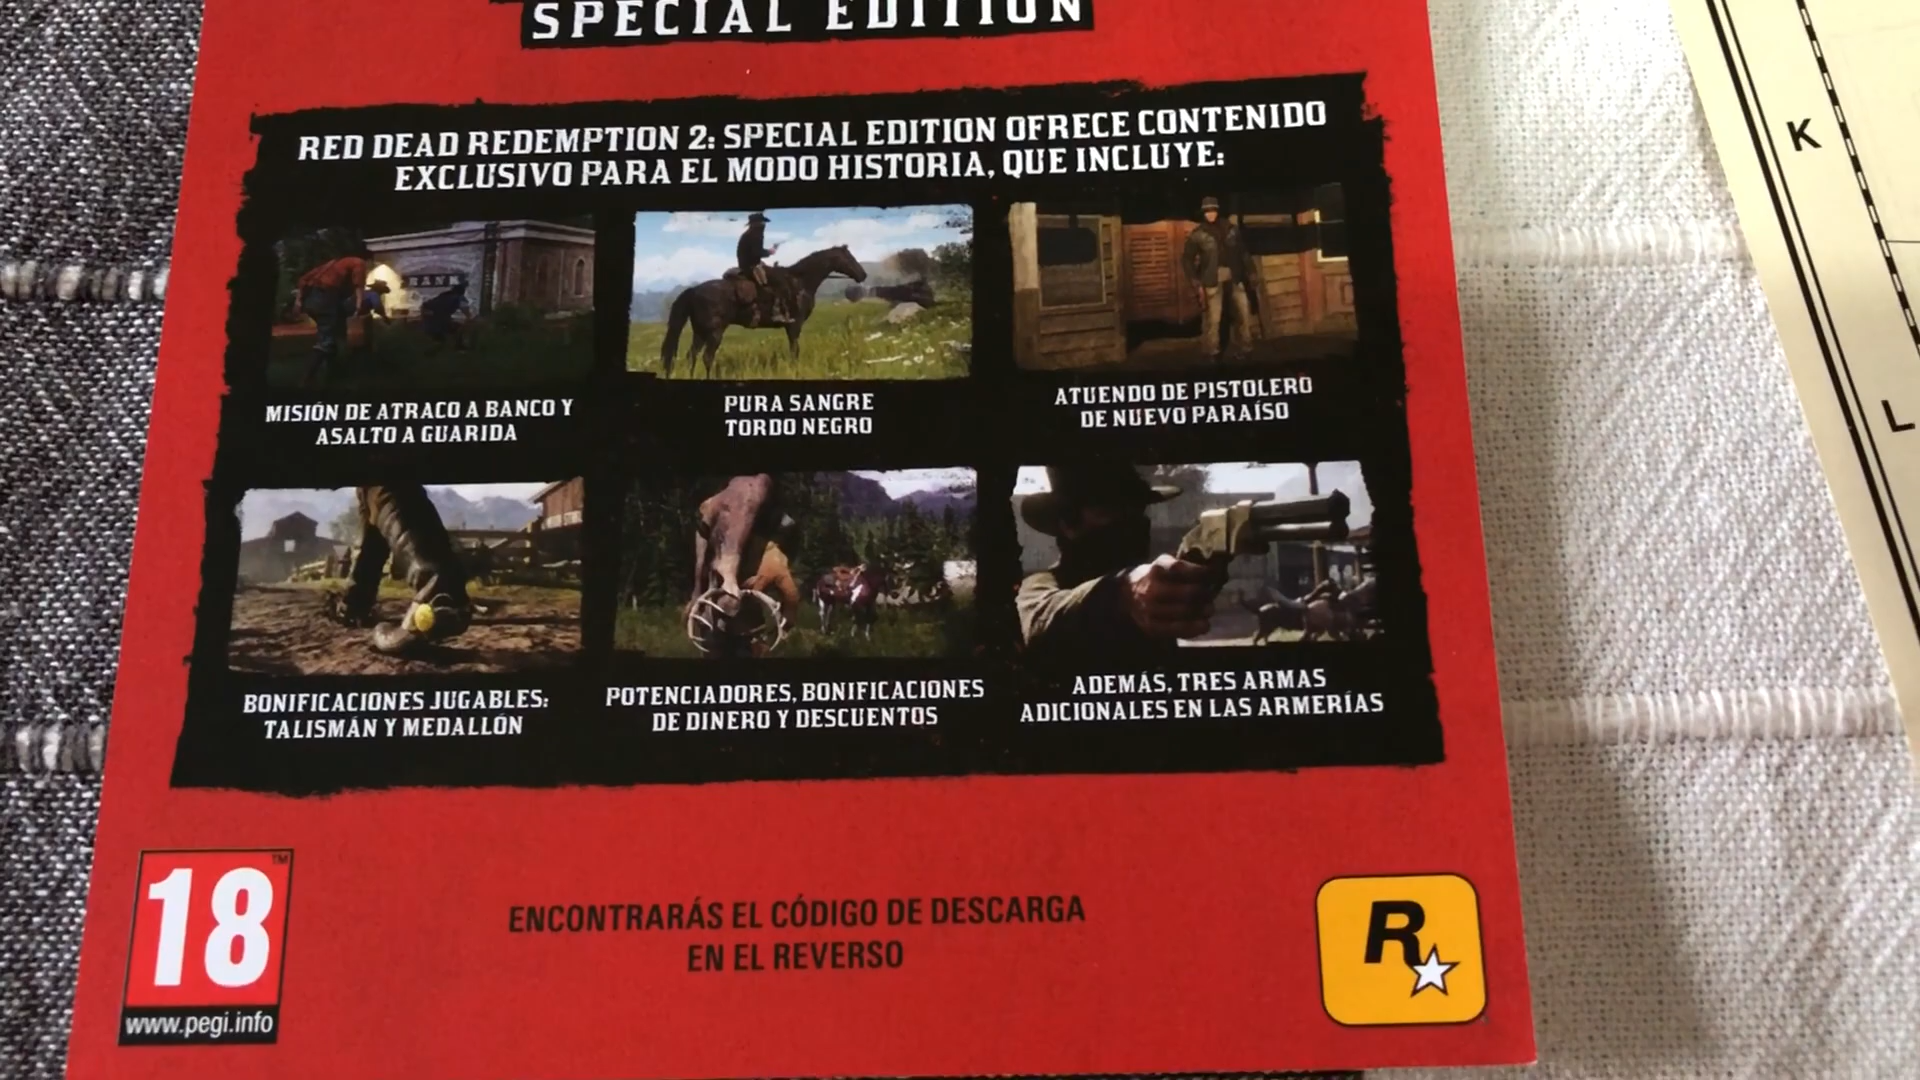 SPECIAL EDITION
RED DEAD REDEMPTION 2: SPECIAL EDITION OFRECE CONTENIDO
EXCLUSIVO PARA EL MODO HISTORIA, QUE INCLUYE:
BANK
MISIÓN DE ATRACO A BANCO Y
ASALTO A GUARIDA
PURA SANGRE
TORDO NEGRO
ATUENDO DE PISTOLERO
DE NUEVO PARAÍSO
BONIFICACIONES JUGABLES:
TALISMÁN Y MEDALLÓN
POTENCIADORES, BONIFICACIONES
DE DINERO Y DESCUENTOS
ADEMÁS, TRES ARMAS
ADICIONALES EN LAS ARMERÍAS
18
TM
www.pegi.info
ENCONTRARÁS EL CÓDIGO DE DESCARGA
EN EL REVERSO
R
K
L